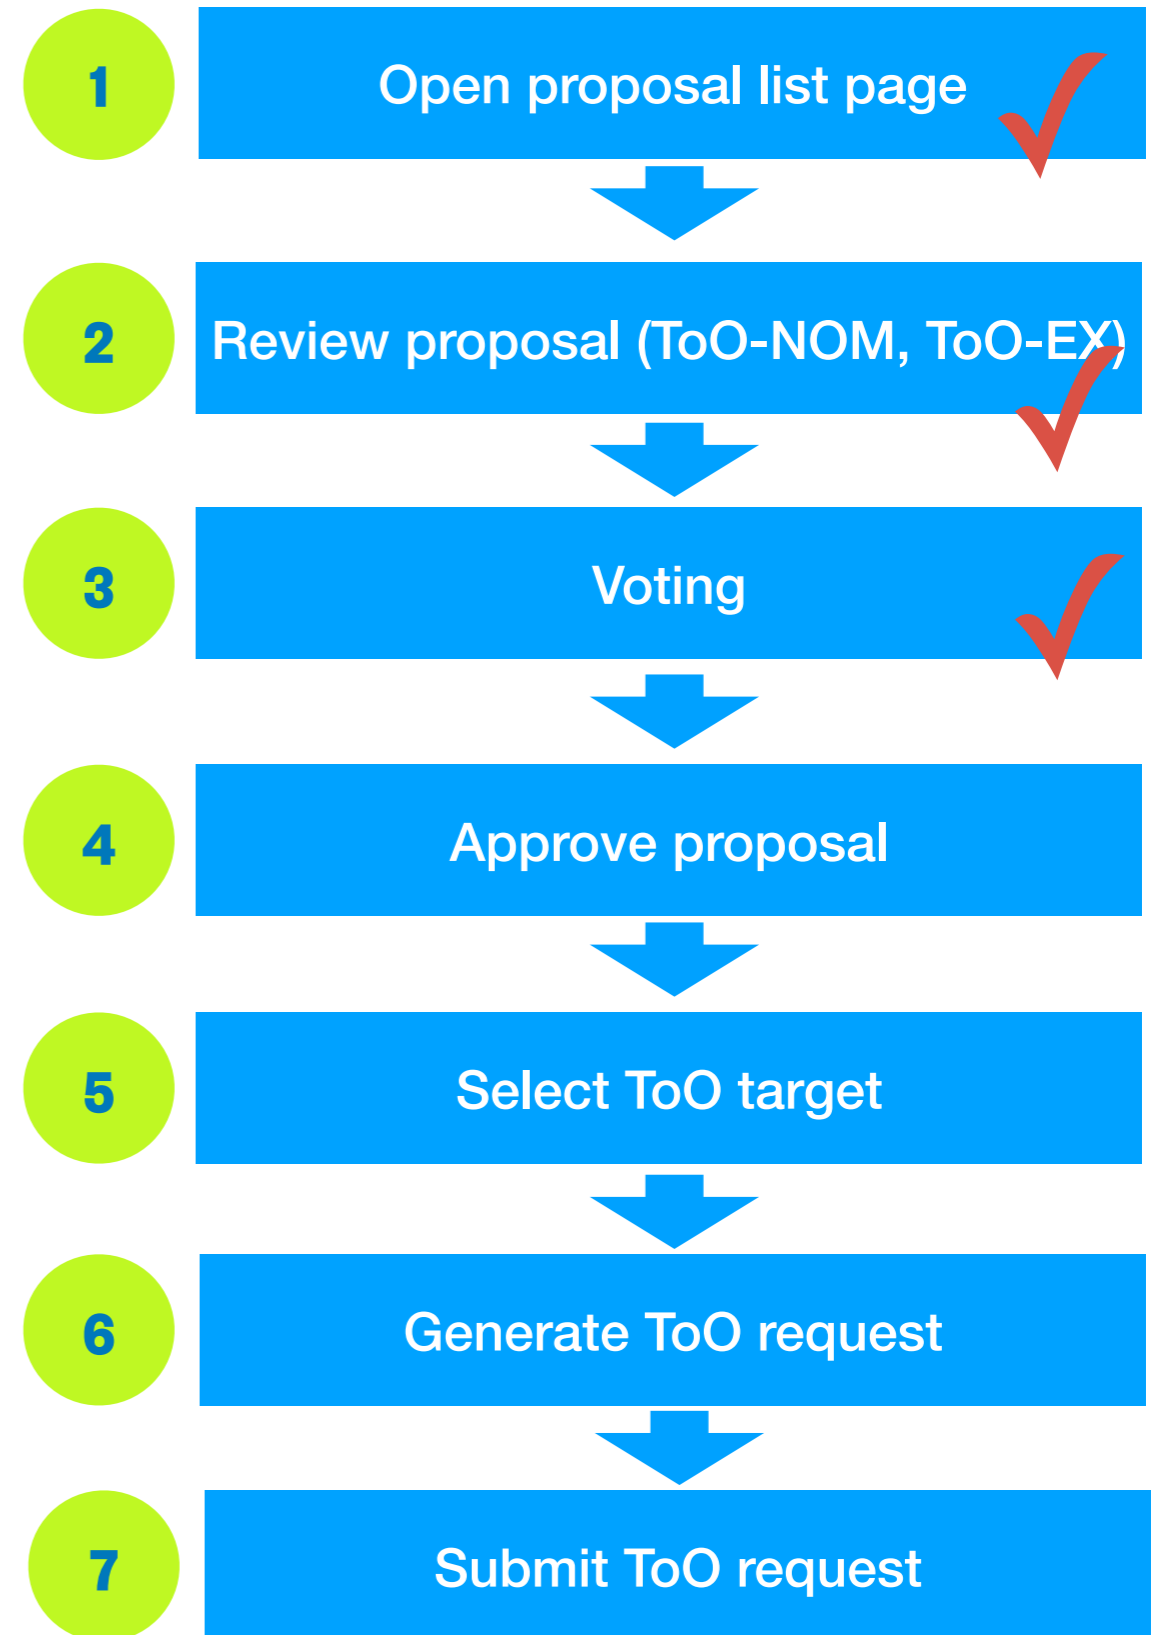 1
Open proposal list page
2
Review proposal (ToO-NOM, ToO-EX)
3
Voting
4
Approve proposal
5
Select ToO target
6
Generate ToO request
7
Submit ToO request